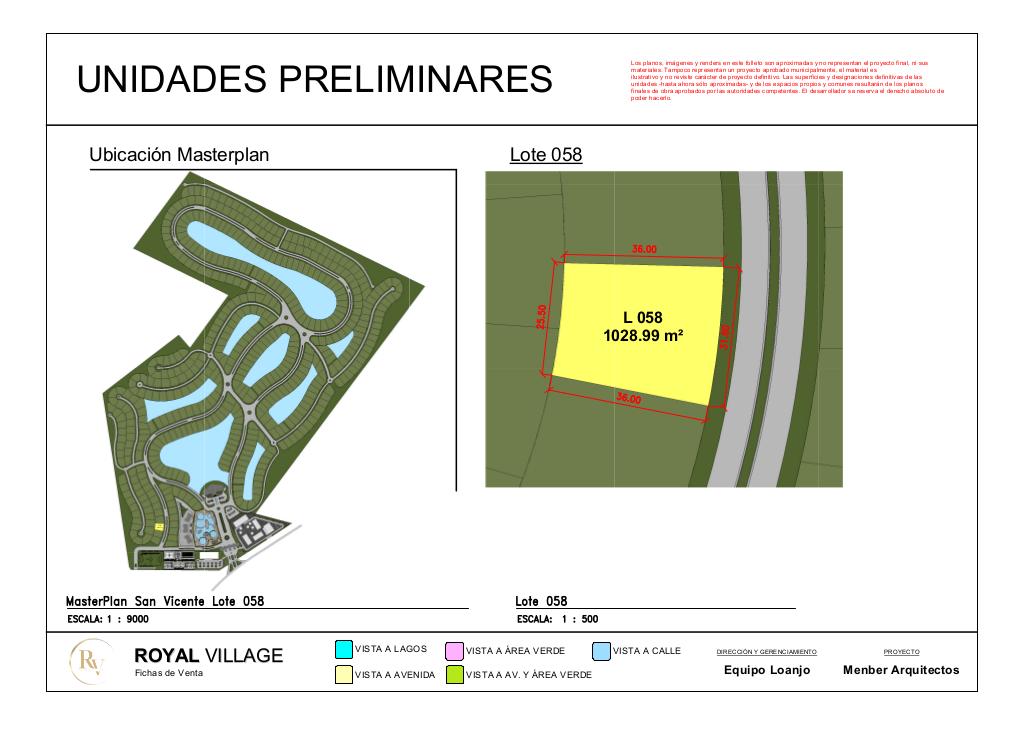 UNIDADES PRELIMINARES
Los planos, imágenes y renders en este folleto son aproximadas y no representan el proyecto final, ni sus
materiales. Tampoco representan un proyecto aprobado municipalmente, el material es
ilustrativo y no reviste carácter de proyecto definitivo. Las superficies y designaciones definitivas de las
unidades -hasta ahora sólo aproximadas- y de los espacios propios y comunes resultarán de los planos
finales de obra aprobados por las autoridades competentes. El desarrollador se reserva el derecho absoluto de
poder hacerlo.
Ubicación Masterplan
Lote 058
36.00
25.50
L 058
1028.99 m²
36.00
MasterPlan San Vicente Lote 058
ESCALA: 1 : 9000
Lote 058
ESCALA: 1 : 500
RV
ROYAL VILLAGE
Fichas de Venta
VISTA A LAGOS
VISTA A ÁREA VERDE
VISTA A CALLE
VISTA A AVENIDA
VISTA A AV. Y ÁREA VERDE
DIRECCIÓN Y GERENCIAMIENTO
Equipo Loanjo
PROYECTO
Menber Arquitectos